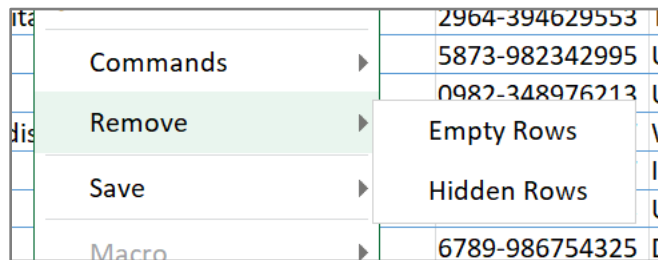 2964-394629553
Commands
5873-982342995 U
0982-348976213 U
Remove
Empty Rows
Save
Hidden Rows
Macro
6789-986754325